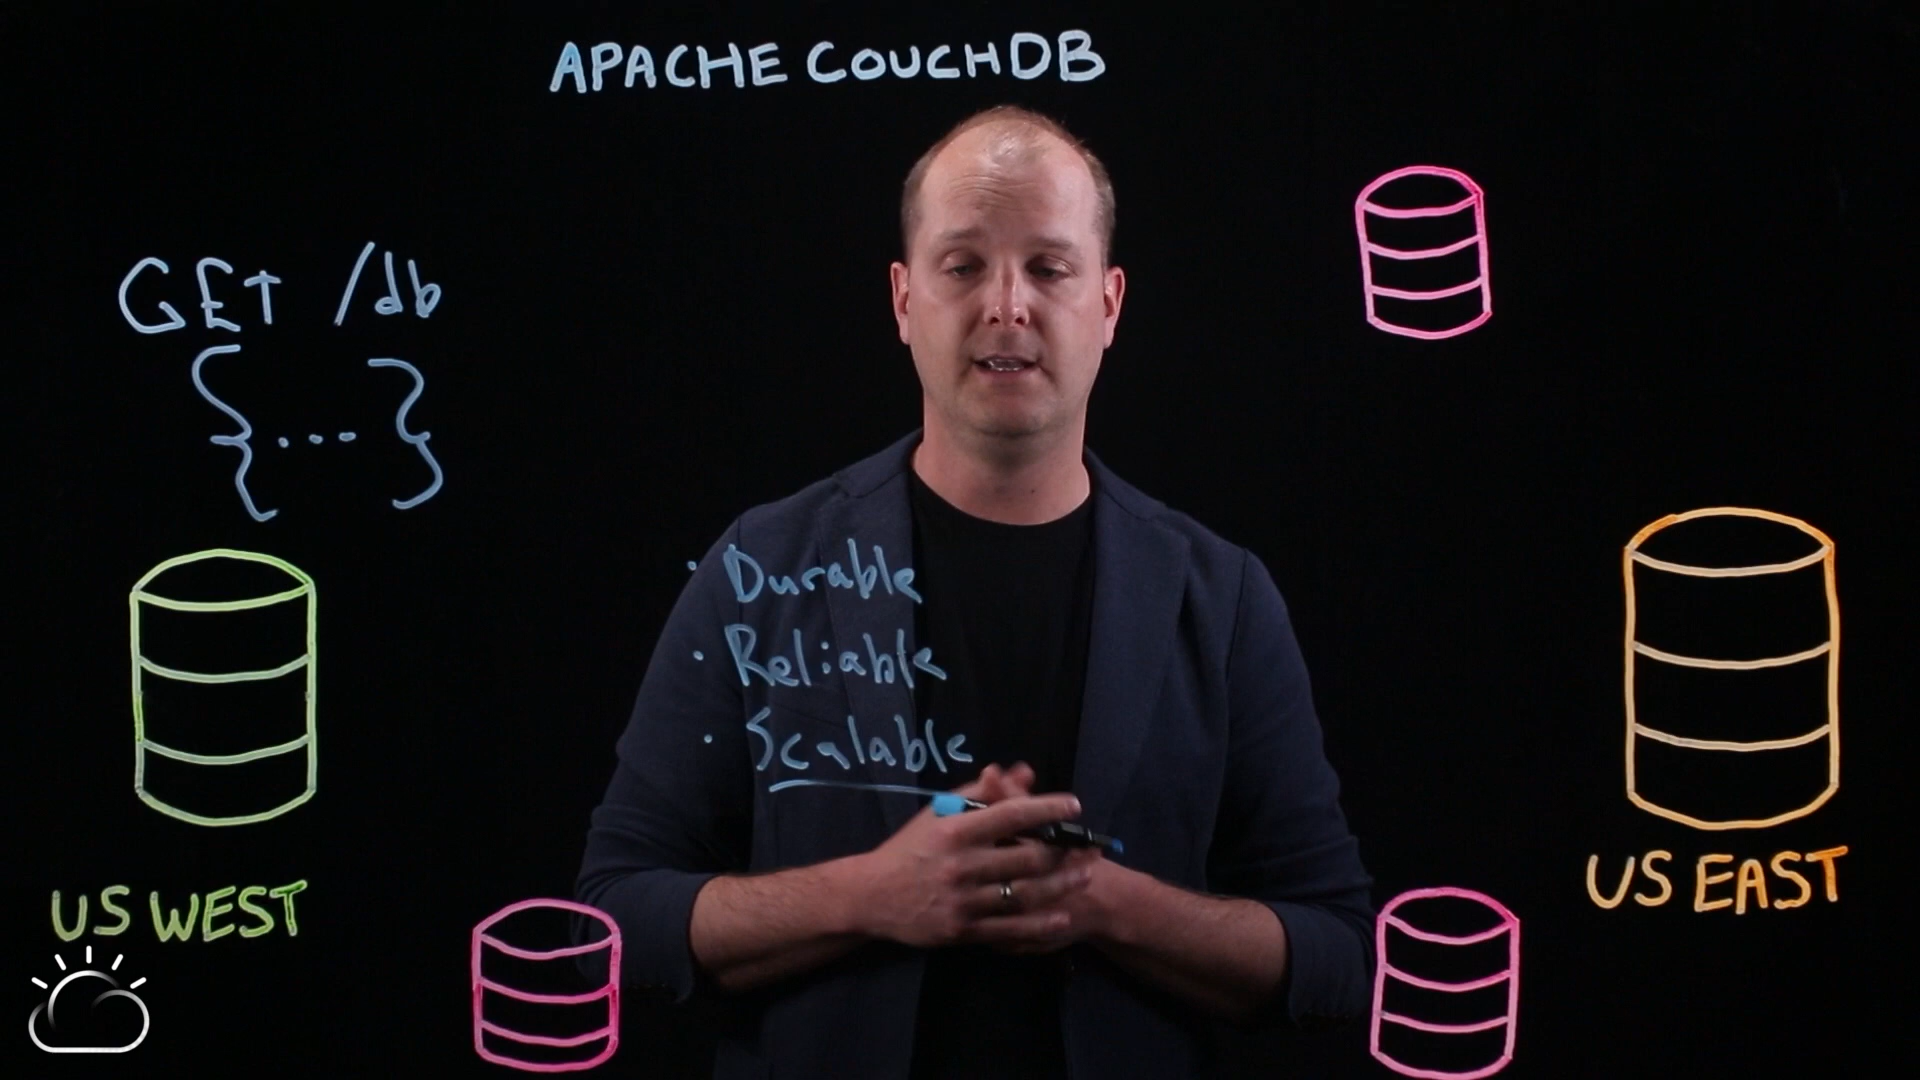 APACHE COUCHDB
GET /db
{...}
• Durable
• Reliable
• Scalable
US WEST
US EAST